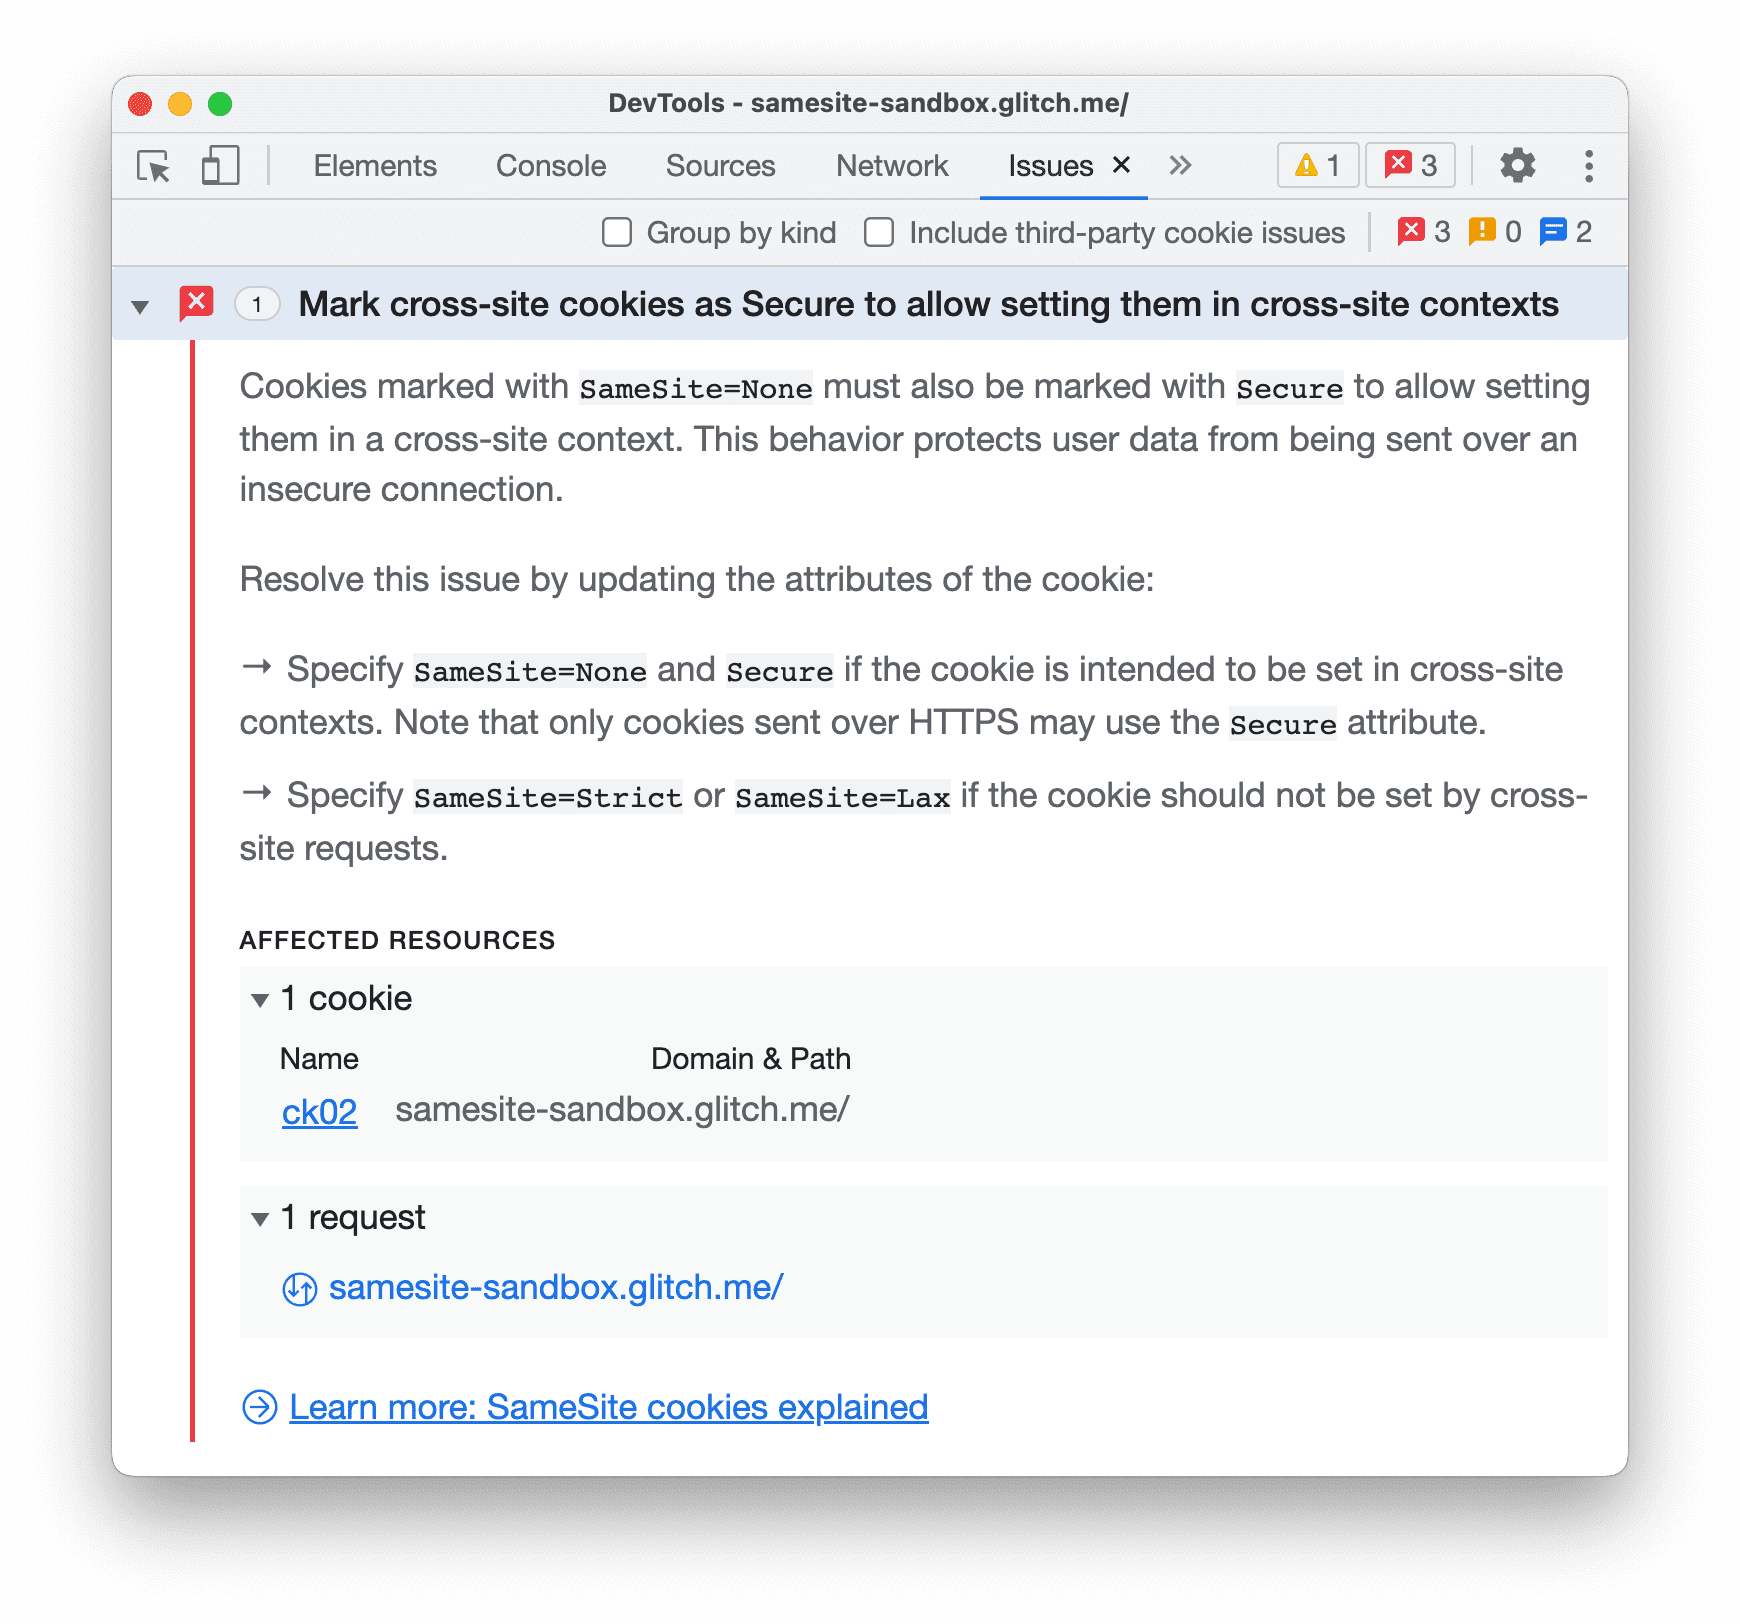 DevTools - samesite-sandbox.glitch.me/
Elements Console Sources Network Issues × » 1 3
Group by kind Include third-party cookie issues 3 0 2
1 Mark cross-site cookies as Secure to allow setting them in cross-site contexts
Cookies marked with SameSite=None must also be marked with Secure to allow setting
them in a cross-site context. This behavior protects user data from being sent over an
insecure connection.
Resolve this issue by updating the attributes of the cookie:
→ Specify SameSite=None and Secure if the cookie is intended to be set in cross-site
contexts. Note that only cookies sent over HTTPS may use the Secure attribute.
→ Specify SameSite=Strict or SameSite=Lax if the cookie should not be set by cross-
site requests.
AFFECTED RESOURCES
1 cookie
Name Domain & Path
ck02 samesite-sandbox.glitch.me/
1 request
samesite-sandbox.glitch.me/
Learn more: SameSite cookies explained